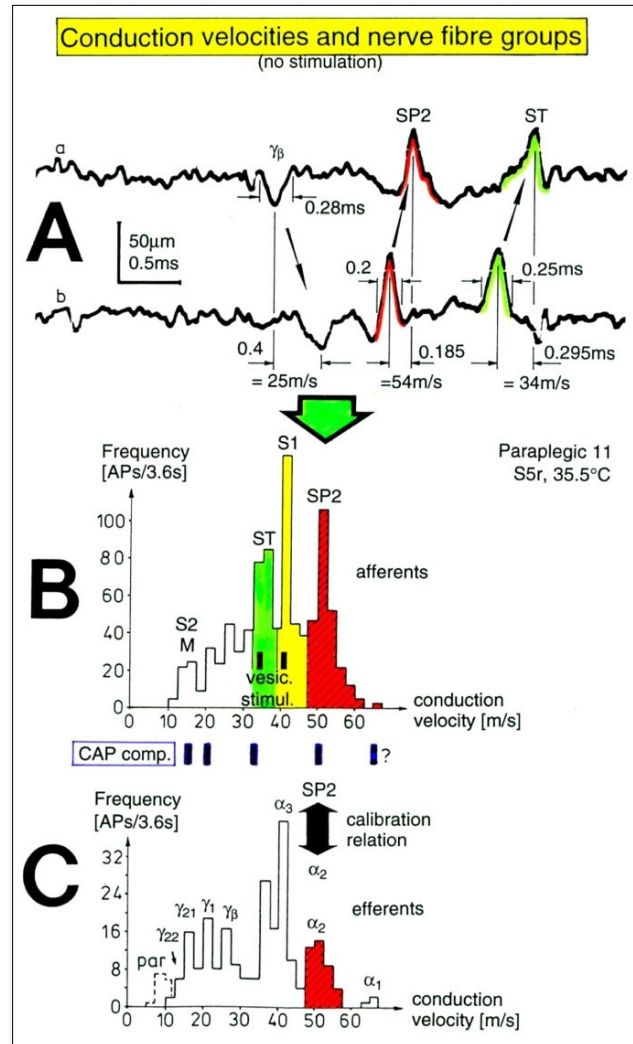 Conduction velocities and nerve fibre groups
(no stimulation)
SP2 ST
a γβ
0.28ms
A
50μm
0.5ms
0.2 0.25ms
b
0.4 0.185 0.295ms
= 25m/s =54m/s = 34m/s
Frequency
[APs/3.6s]
S1
Paraplegic 11
S5r, 35.5°C
SP2
100
ST
80
afferents
B
60
S2
M
40
20
vesic.
stimul.
0
conduction
velocity [m/s]
0 10 20 30 40 50 60
CAP comp. ?
Frequency
[APs/3.6s]
SP2
α3
calibration
relation
C
32
α2
24
efferents
γ21 γ1 γβ
α2
16
γ22
par
8
α1
0
conduction
velocity [m/s]
0 10 20 30 40 50 60